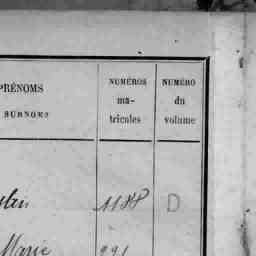 PRÉNOMS
SURNOMS
NUMÉROS
ma-
tricules
NUMÉRO
du
volume
1188 D
Marie 991